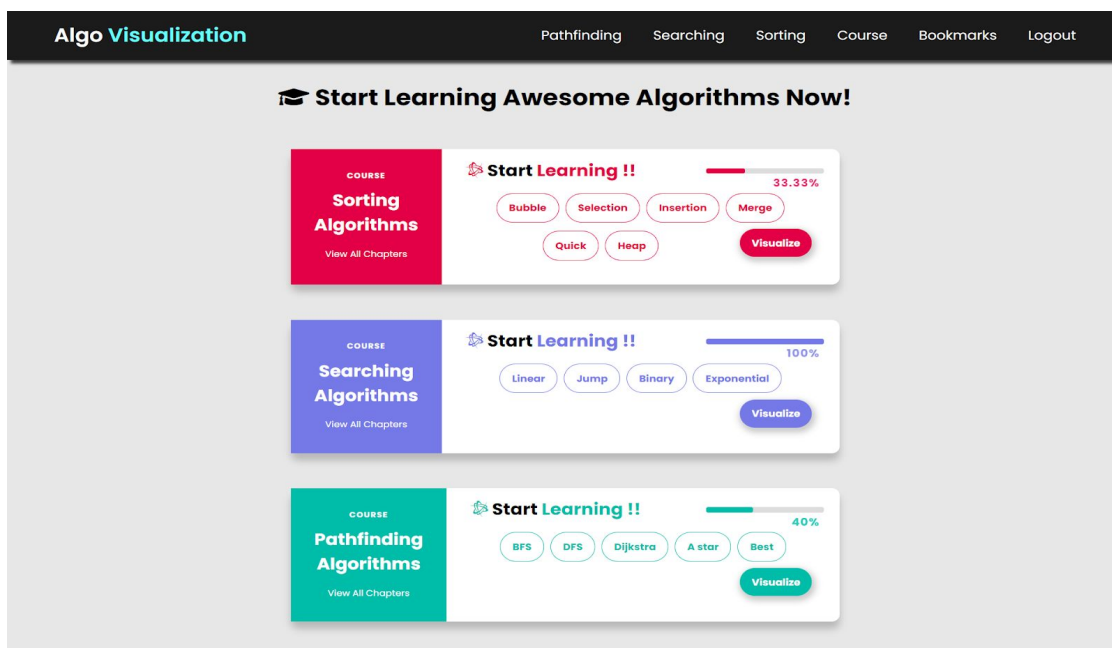 Algo Visualization Pathfinding Searching Sorting Course Bookmarks Logout
Start Learning Awesome Algorithms Now!
COURSE
Sorting
Algorithms
View All Chapters
Start Learning !!
33.33%
Bubble Selection Insertion Merge
Quick Heap
Visualize
COURSE
Searching
Algorithms
View All Chapters
Start Learning !!
100%
Linear Jump Binary Exponential
Visualize
COURSE
Pathfinding
Algorithms
View All Chapters
Start Learning !!
40%
BFS DFS Dijkstra A star Best
Visualize